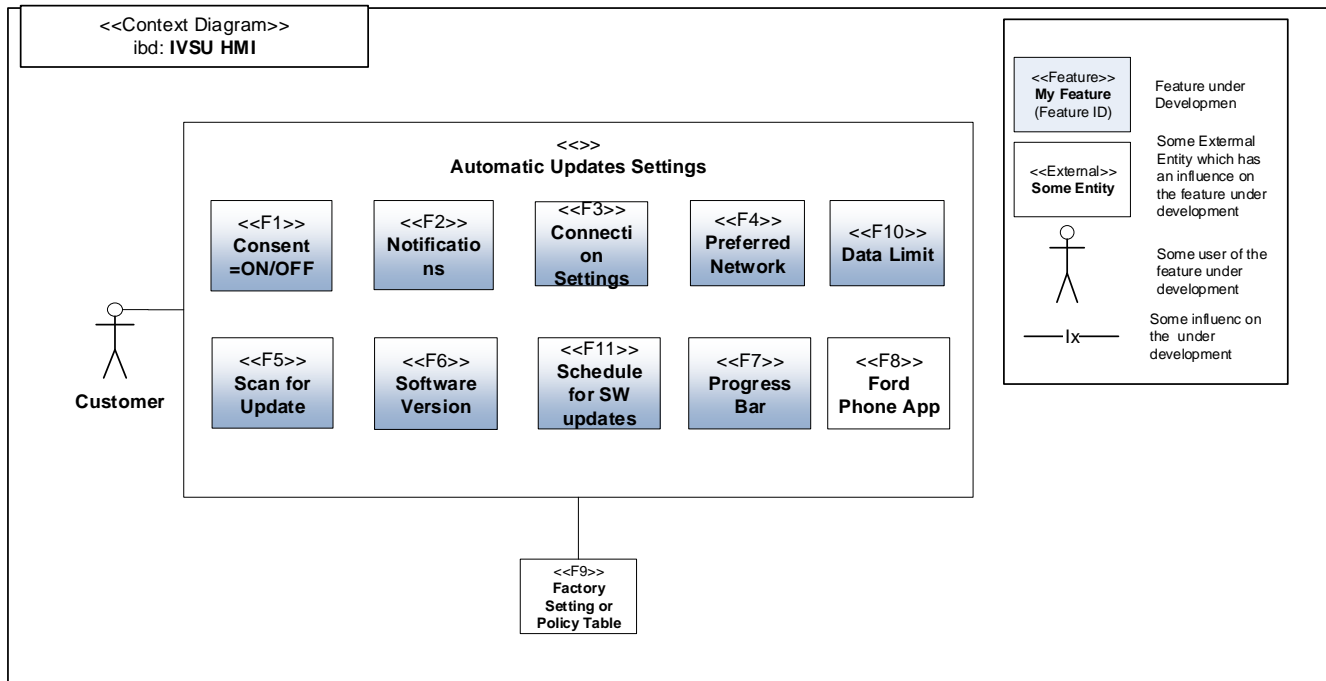 <<Context Diagram>>
ibd: IVSU HMI
<<>>
Automatic Updates Settings
<<F1>>
Consent
=ON/OFF
<<F2>>
Notificatio
ns
<<F3>>
Connecti
on
Settings
<<F4>>
Preferred
Network
<<F10>>
Data Limit
<<F5>>
Scan for
Update
<<F6>>
Software
Version
<<F11>>
Schedule
for SW
updates
<<F7>>
Progress
Bar
<<F8>>
Ford
Phone App
Customer
<<F9>>
Factory
Setting or
Policy Table
<<Feature>>
My Feature
(Feature ID)
Feature under
Developmen
<<External>>
Some Entity
Some External
Entity which has
an influence on
the feature under
development
Some user of the
feature under
development
Ix
Some influenc on
the under
development